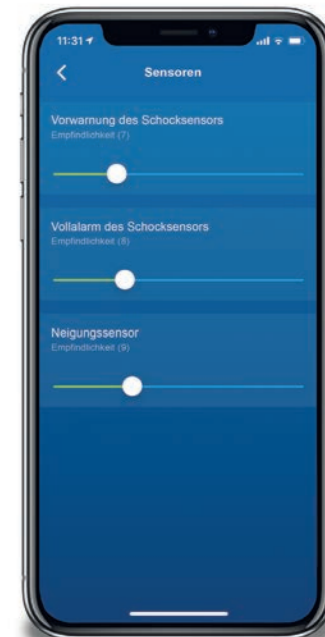 11:31
Sensoren
Vorwarnung des Schocksensors
Empfindlichkeit (7)
Vollalarm des Schocksensors
Empfindlichkeit (8)
Neigungssensor
Empfindlichkeit (9)